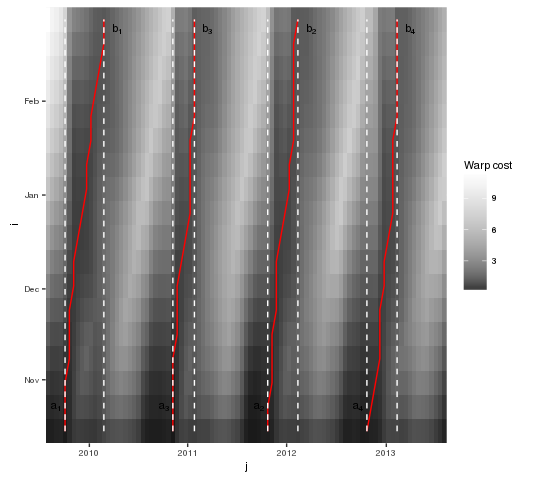 b₁ b₃ b₂ b₄
Feb
Warp cost
9
Jan
6
i
3
Dec
Nov
a₁ a₃ a₂ a₄
2010 2011 2012 2013
j